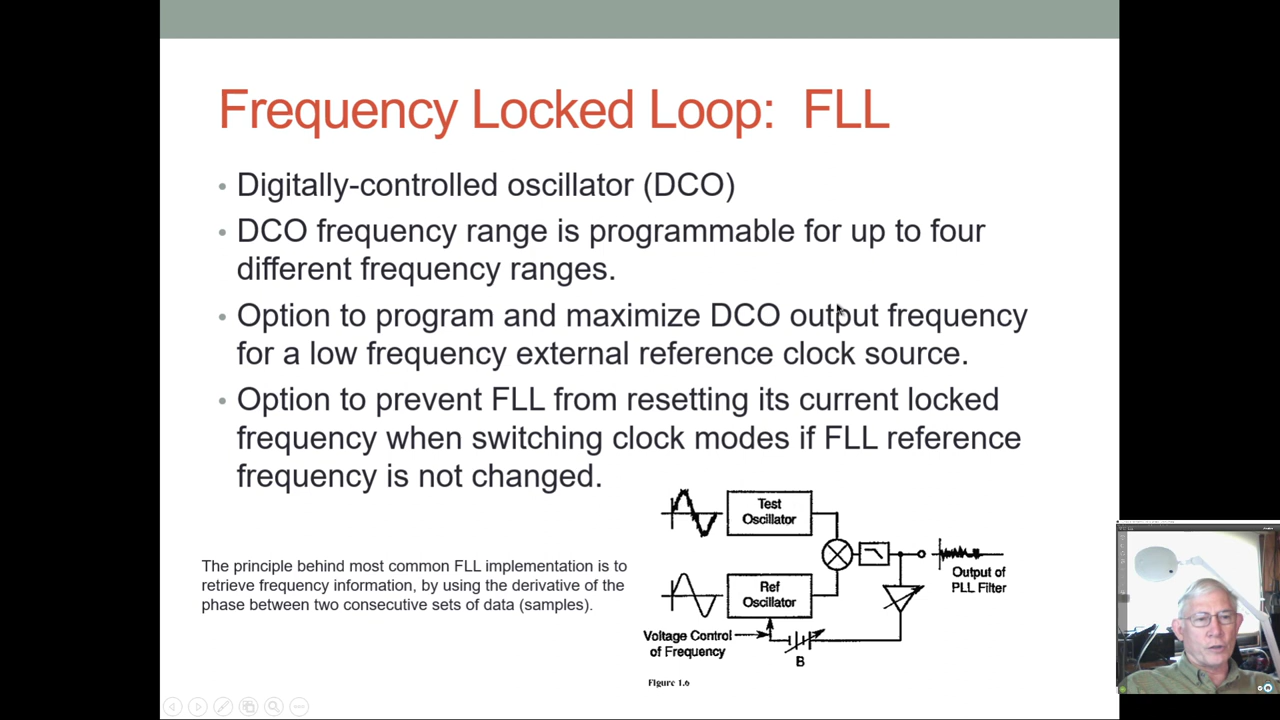 Frequency Locked Loop: FLL
• Digitally-controlled oscillator (DCO)
• DCO frequency range is programmable for up to four
different frequency ranges.
• Option to program and maximize DCO output frequency
for a low frequency external reference clock source.
• Option to prevent FLL from resetting its current locked
frequency when switching clock modes if FLL reference
frequency is not changed.
The principle behind most common FLL implementation is to
retrieve frequency information, by using the derivative of the
phase between two consecutive sets of data (samples).
Test
Oscillator
Ref
Oscillator
Output of
PLL Filter
Voltage Control
of Frequency
B
Figure 1.6